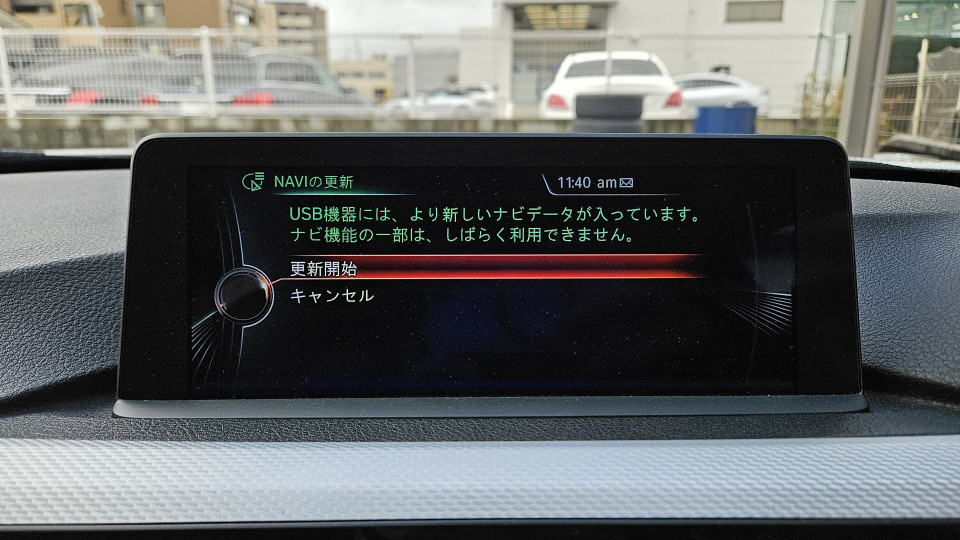 NAVIの更新
11:40 am
USB機器には、より新しいナビデータが入っています。
ナビ機能の一部は、しばらく利用できません。
更新開始
キャンセル